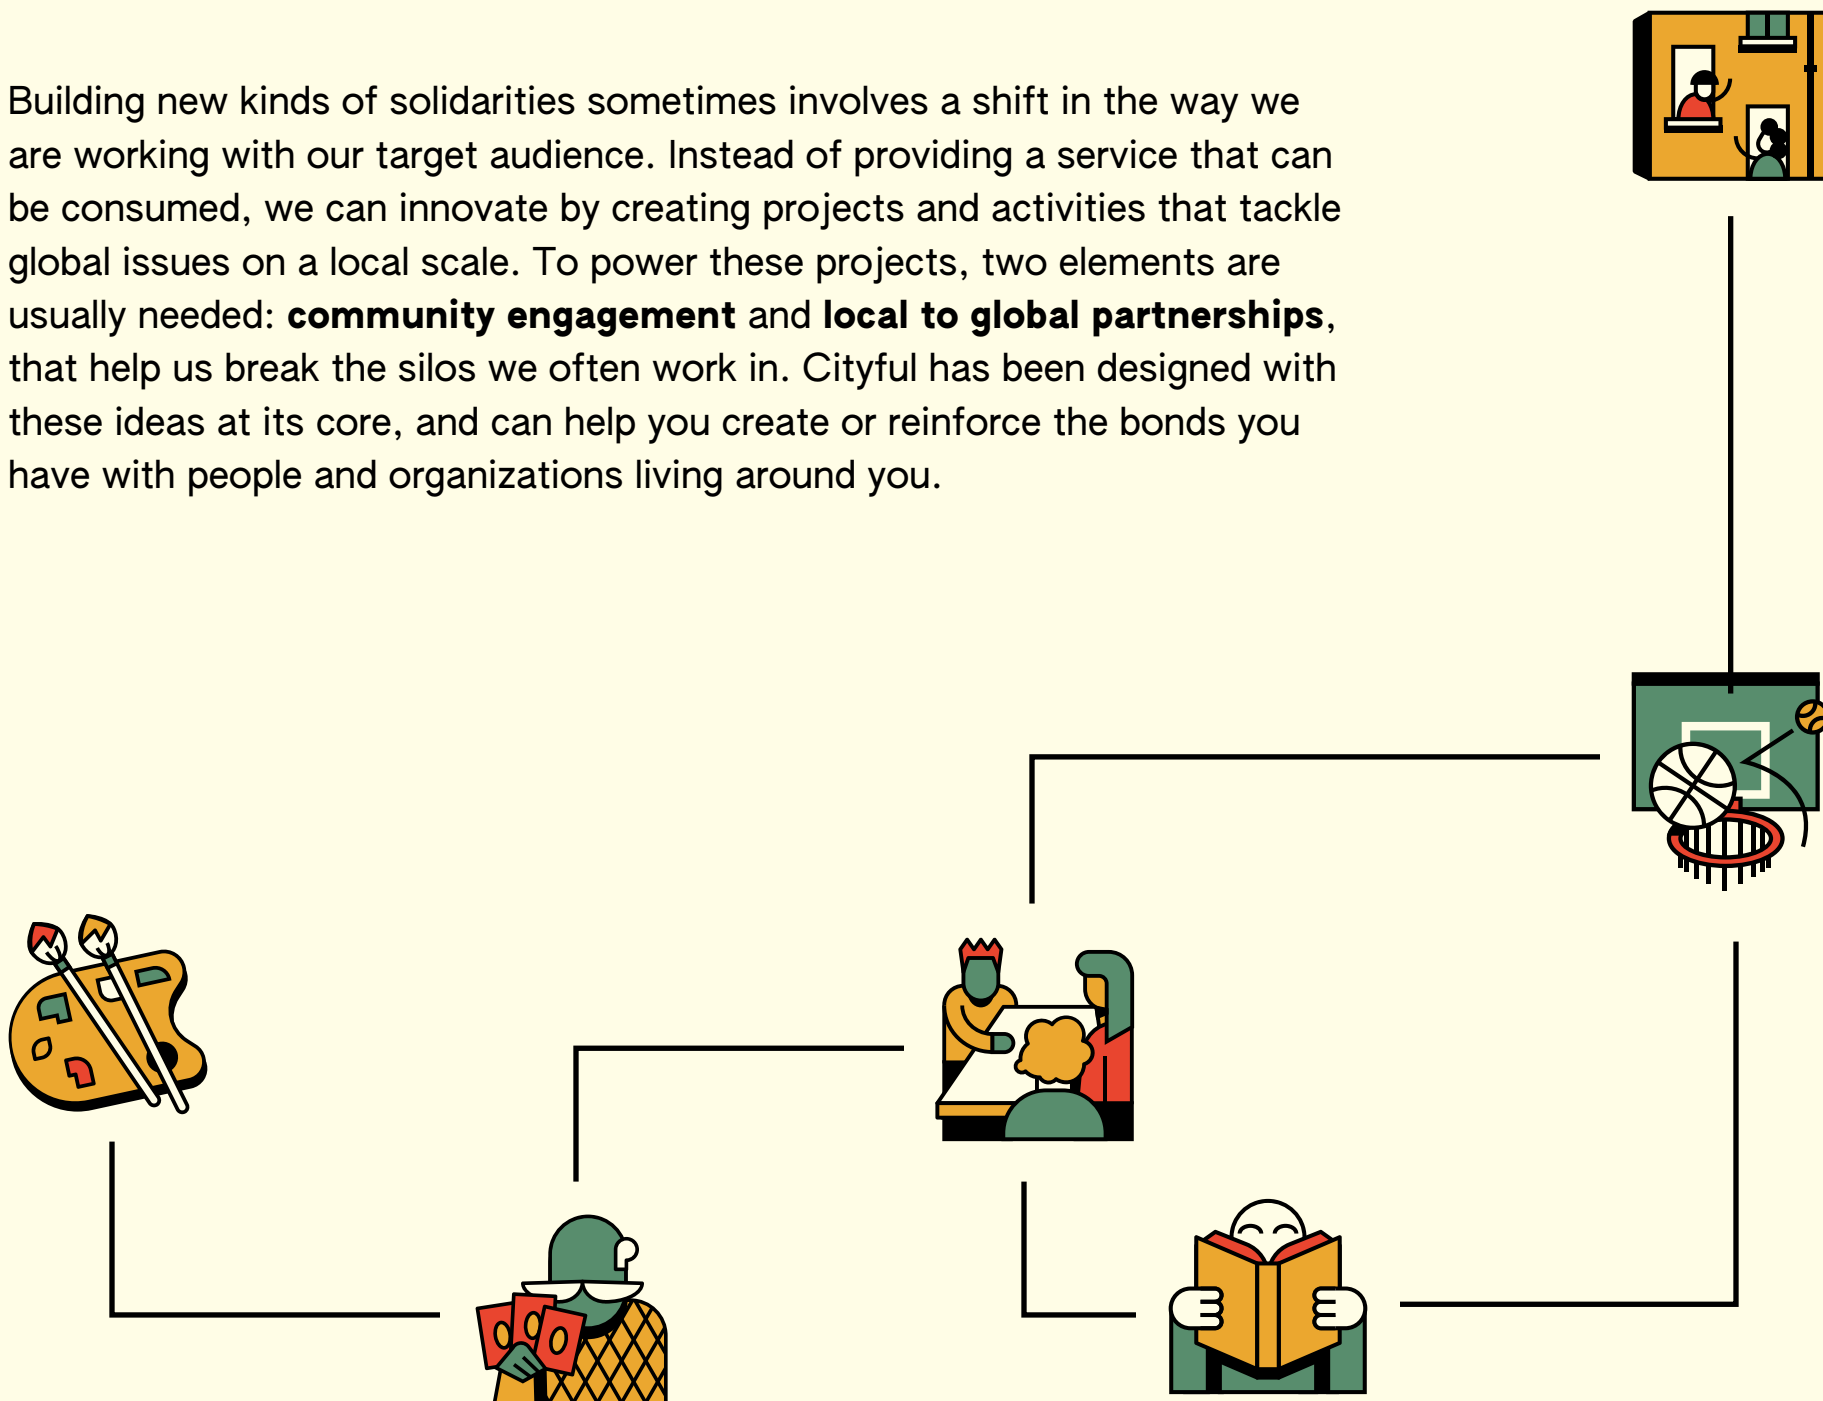 Building new kinds of solidarities sometimes involves a shift in the way we
are working with our target audience. Instead of providing a service that can
be consumed, we can innovate by creating projects and activities that tackle
global issues on a local scale. To power these projects, two elements are
usually needed: community engagement and local to global partnerships,
that help us break the silos we often work in. Cityful has been designed with
these ideas at its core, and can help you create or reinforce the bonds you
have with people and organizations living around you.